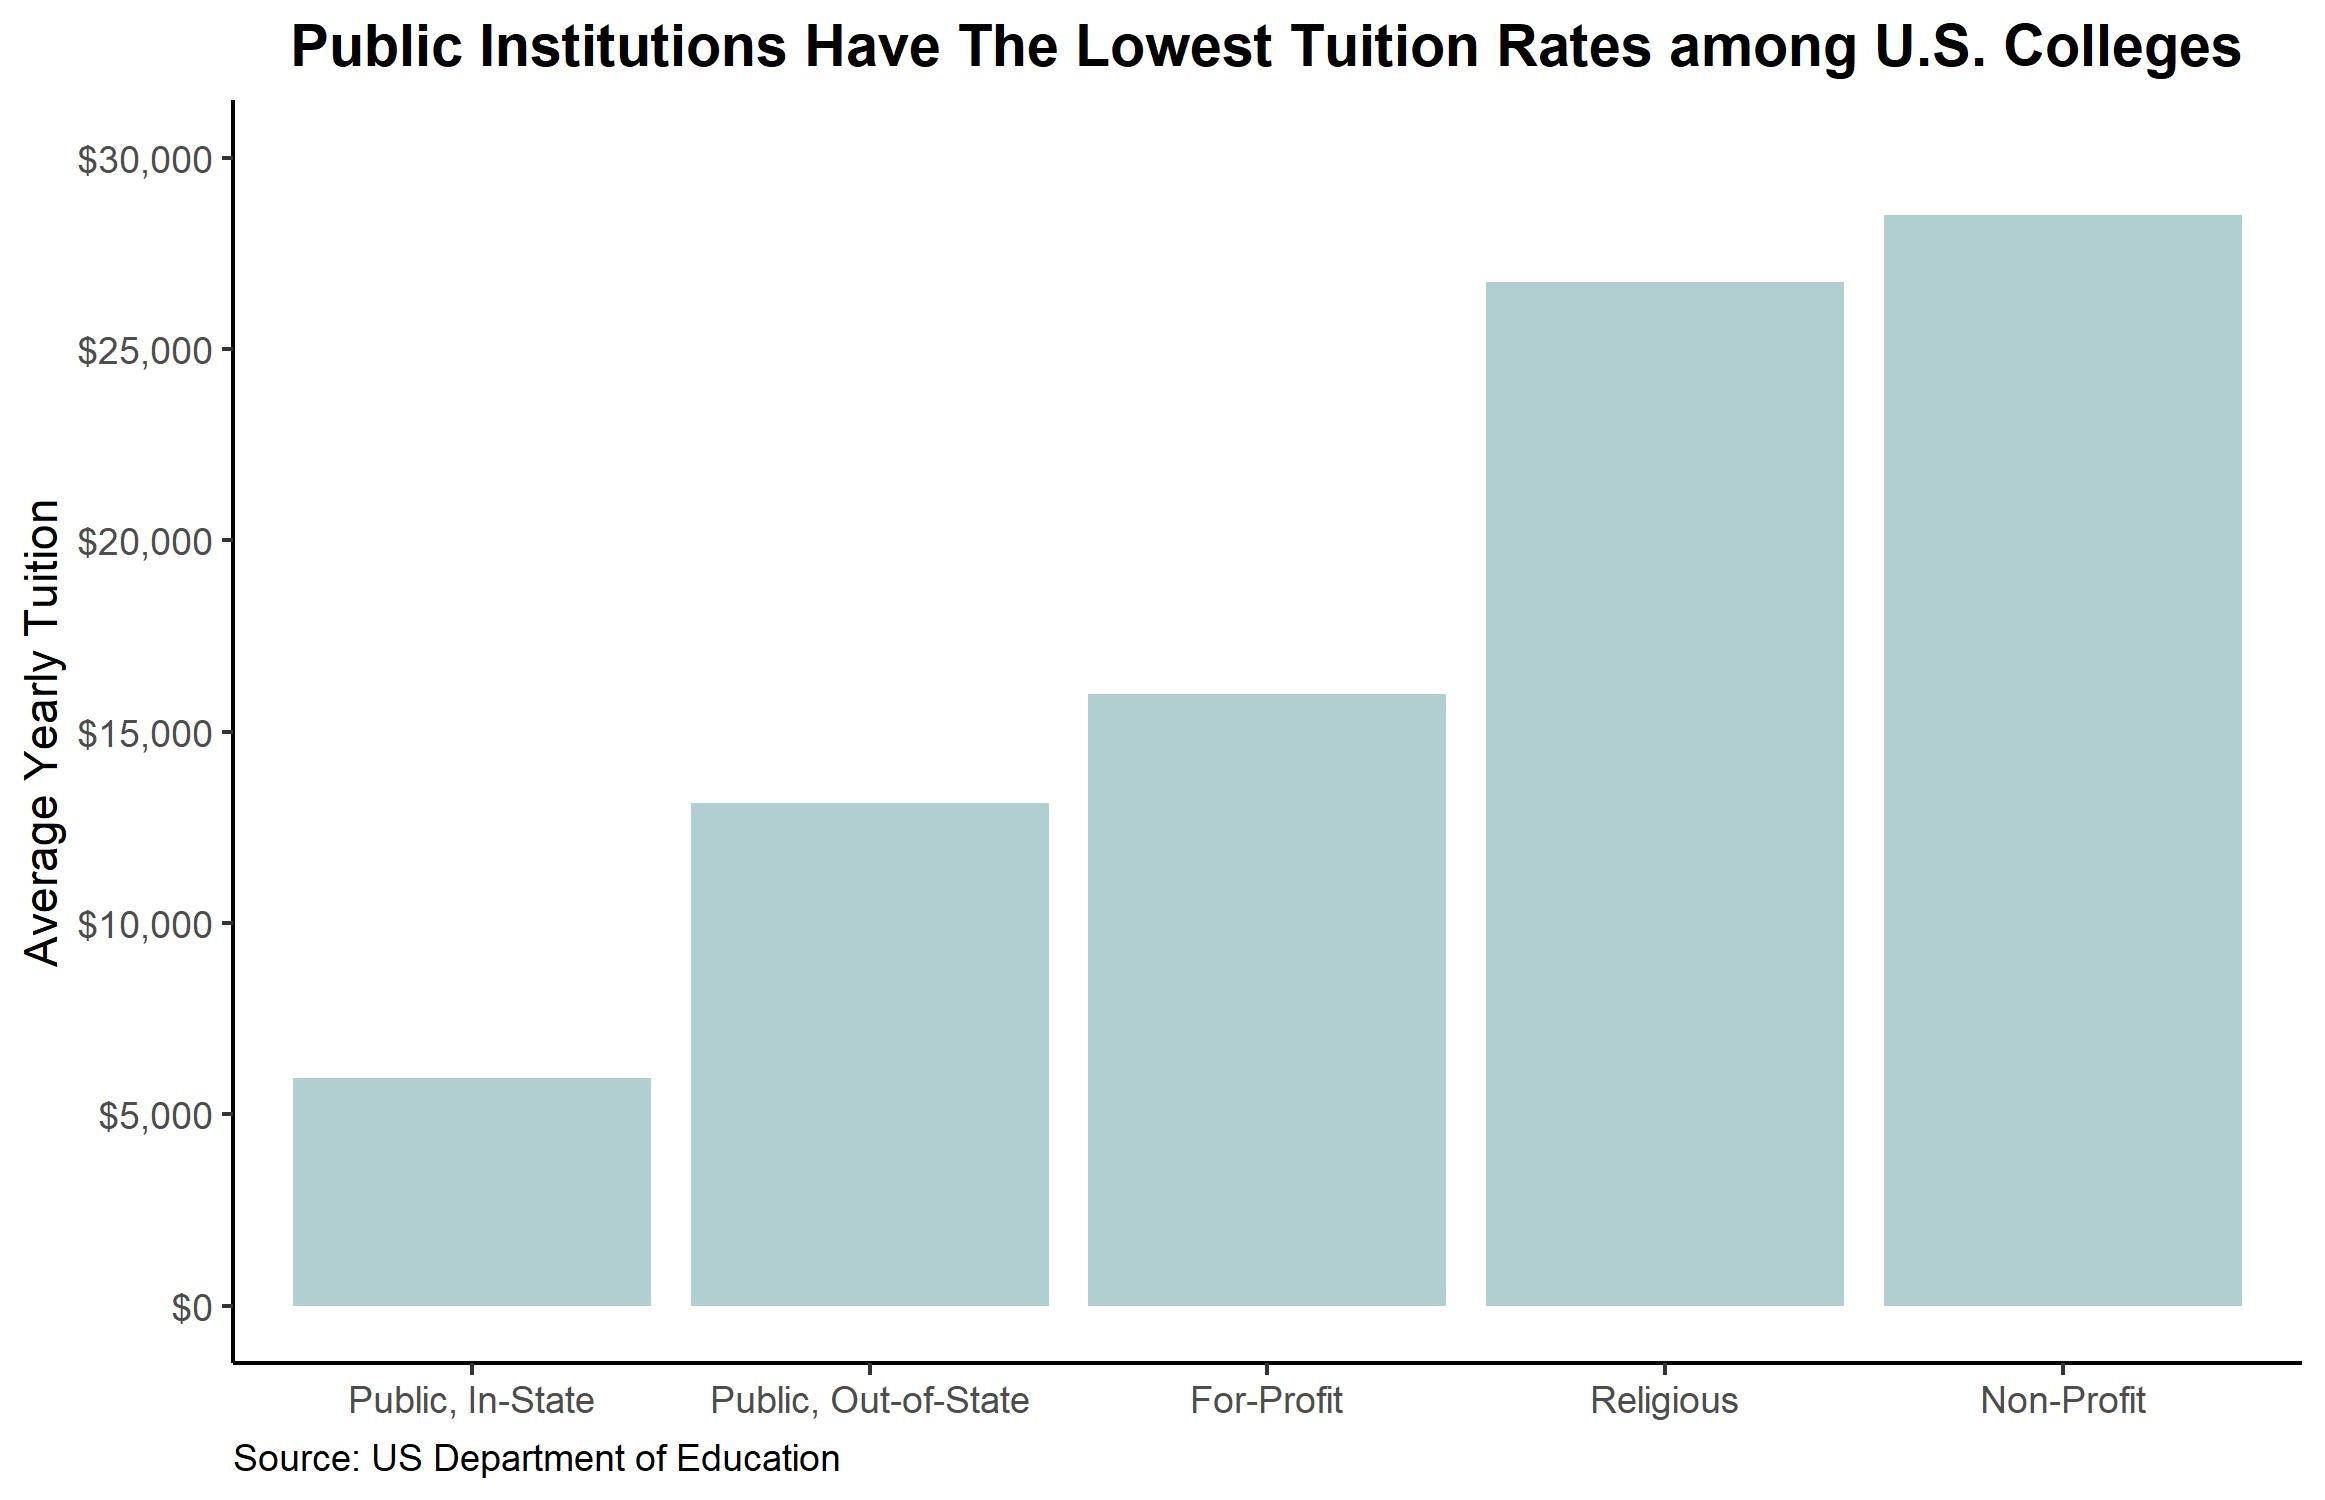 Public Institutions Have The Lowest Tuition Rates among U.S. Colleges
Average Yearly Tuition
$30,000
$25,000
$20,000
$15,000
$10,000
$5,000
$0
Public, In-State
Public, Out-of-State
For-Profit
Religious
Non-Profit
Source: US Department of Education